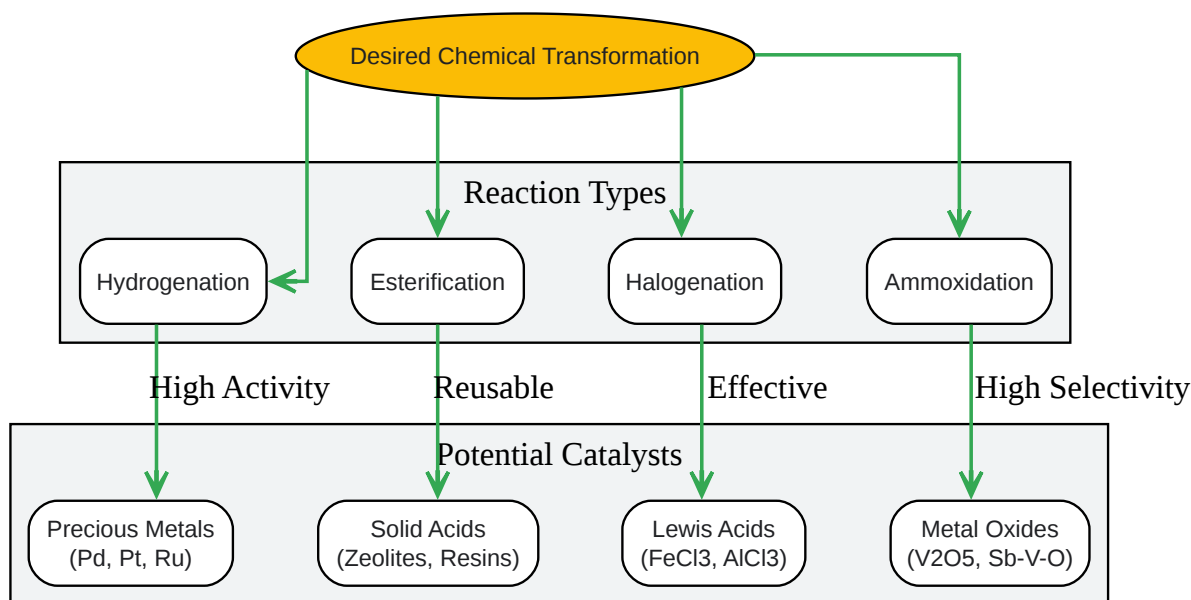 Desired Chemical Transformation
Reaction Types
Hydrogenation
Esterification
Halogenation
Ammoxidation
High Activity
Reusable
Effective
High Selectivity
Potential Catalysts
Precious Metals
(Pd, Pt, Ru)
Solid Acids
(Zeolites, Resins)
Lewis Acids
(FeCl3, AlCl3)
Metal Oxides
(V2O5, Sb-V-O)